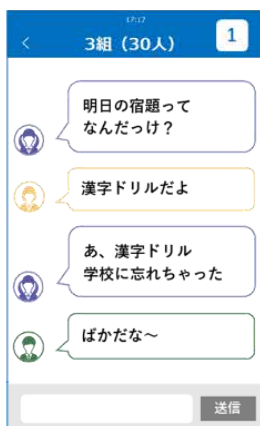 17:17
3組（30人）
1
明日の宿題って
なんだっけ？
漢字ドリルだよ
あ、漢字ドリル
学校に忘れちゃった
ばかだな～
送信